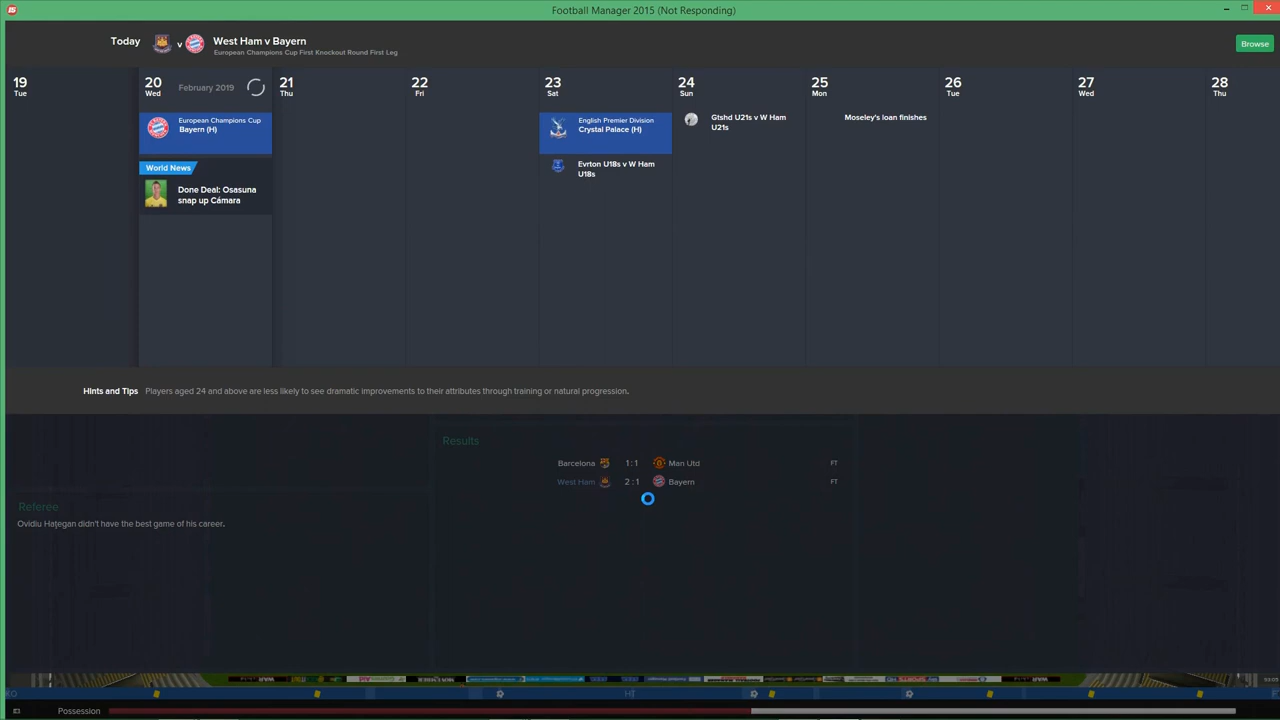 Football Manager 2015 (Not Responding)
Today
v
West Ham v Bayern
European Champions Cup First Knockout Round First Leg
Browse
19
Tue
20
Wed
February 2019
21
Thu
22
Fri
23
Sat
24
Sun
25
Mon
26
Tue
27
Wed
28
Thu
European Champions Cup
Bayern (H)
World News
Done Deal: Osasuna
snap up Cámara
English Premier Division
Crystal Palace (H)
Evrton U18s v W Ham
U18s
Gtshd U21s v W Ham
U21s
Moseley's loan finishes
Hints and Tips Players aged 24 and above are less likely to see dramatic improvements to their attributes through training or natural progression.
Results
Barcelona 1:1 Man Utd FT
West Ham 2:1 Bayern FT
Referee
Ovidiu Hațegan didn't have the best game of his career.
HT
Possession